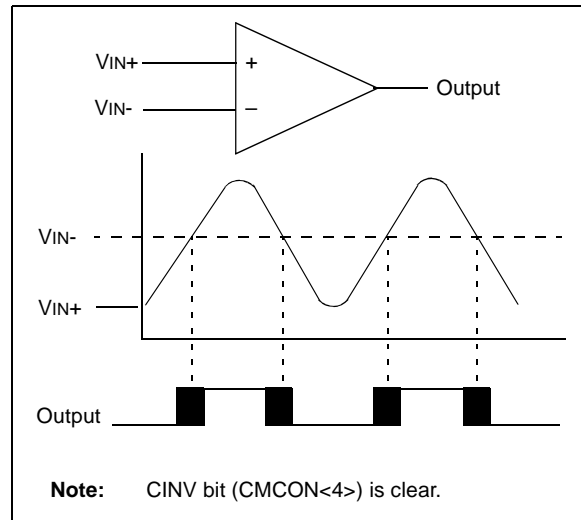 VIN+
+
Output
VIN-
–
VIN-
VIN+
Output
Note: CINV bit (CMCON<4>) is clear.